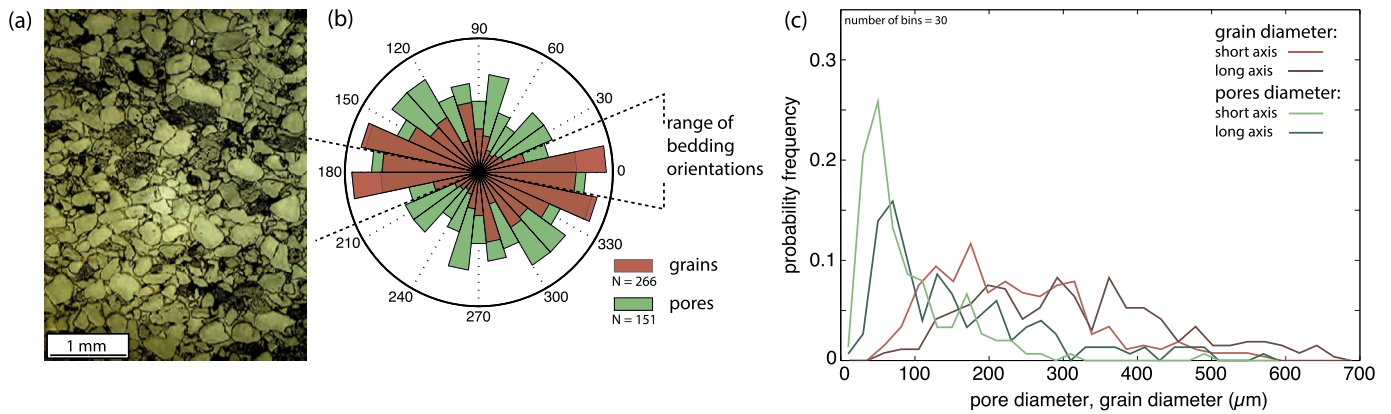 (a)
1 mm
(b)
90
120
60
150
30
180
0
210
330
240
300
270
range of
bedding
orientations
grains
N = 266
pores
N = 151
(c)
number of bins = 30
grain diameter:
short axis
long axis
pores diameter:
short axis
long axis
probability frequency
0.3
0.2
0.1
0
0
100
200
300
400
500
600
700
pore diameter, grain diameter (μm)